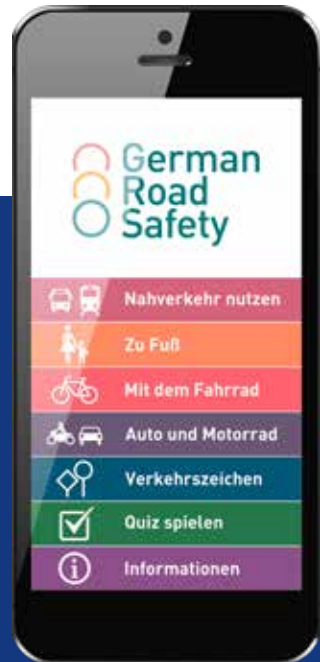 German
Road
Safety
Nahverkehr nutzen
Zu Fuß
Mit dem Fahrrad
Auto und Motorrad
Verkehrszeichen
Quiz spielen
Informationen